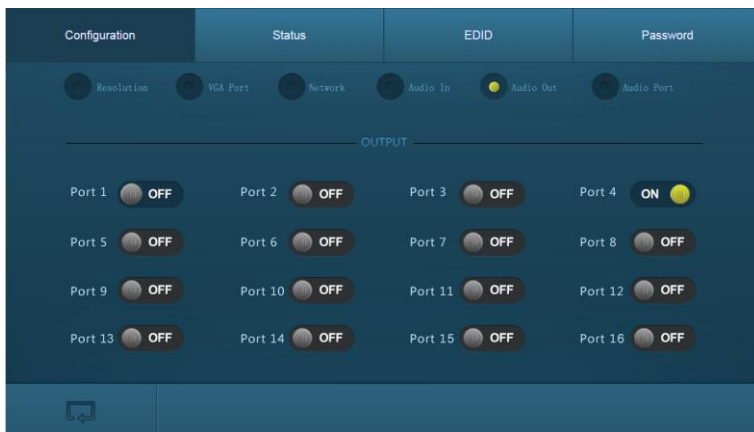 Configuration Status EDID Password
Resolution VGA Port Network Audio In Audio Out Audio Port
OUTPUT
Port 1 OFF Port 2 OFF Port 3 OFF Port 4 ON
Port 5 OFF Port 6 OFF Port 7 OFF Port 8 OFF
Port 9 OFF Port 10 OFF Port 11 OFF Port 12 OFF
Port 13 OFF Port 14 OFF Port 15 OFF Port 16 OFF